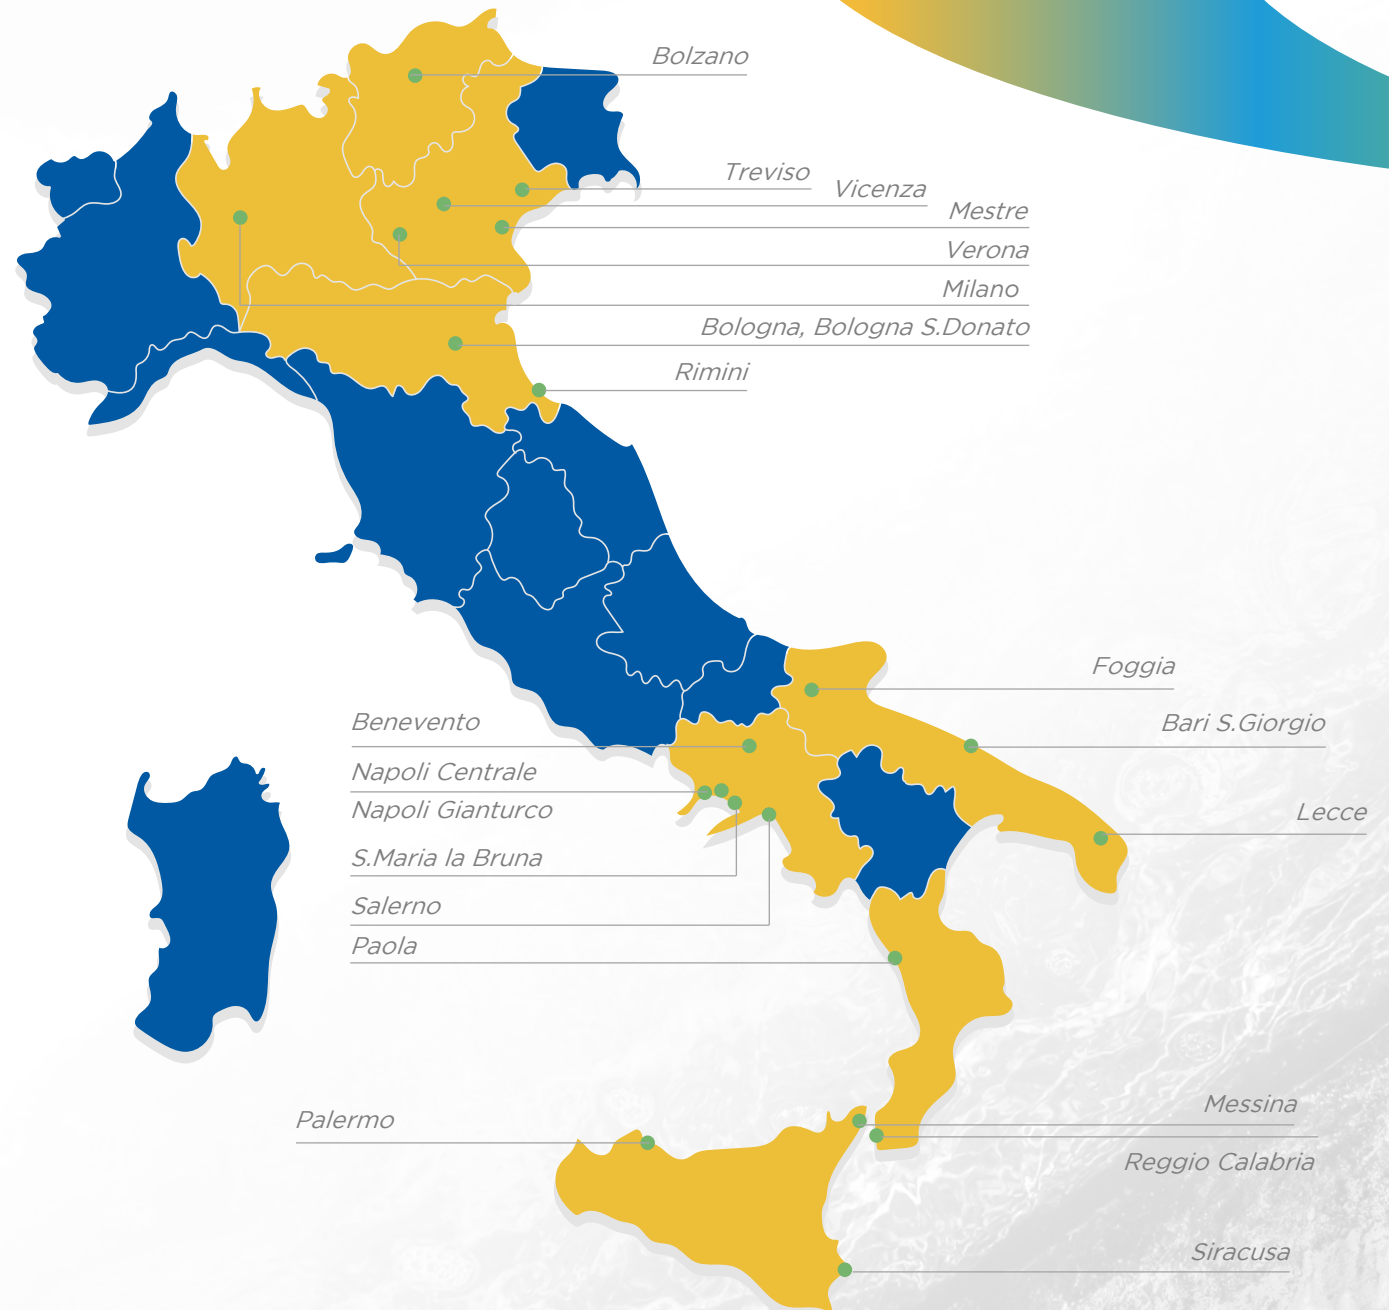 Bolzano
Treviso
Vicenza
Mestre
Verona
Milano
Bologna, Bologna S.Donato
Rimini
Foggia
Bari S.Giorgio
Lecce
Benevento
Napoli Centrale
Napoli Gianturco
S.Maria la Bruna
Salerno
Paola
Palermo
Messina
Reggio Calabria
Siracusa